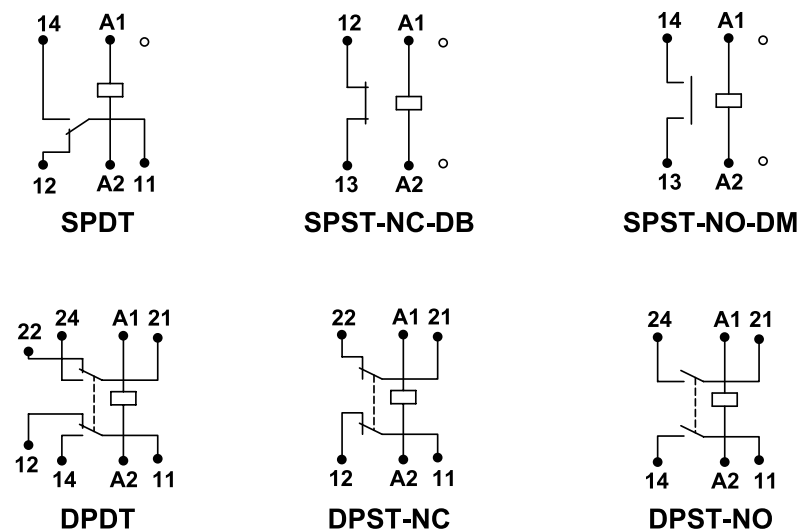 14 A1
12 A2 11
SPDT
12 A1
13 A2
SPST-NC-DB
14 A1
13 A2
SPST-NO-DM
22 24 A1 21
12 14 A2 11
DPDT
22 A1 21
12 A2 11
DPST-NC
24 A1 21
14 A2 11
DPST-NO